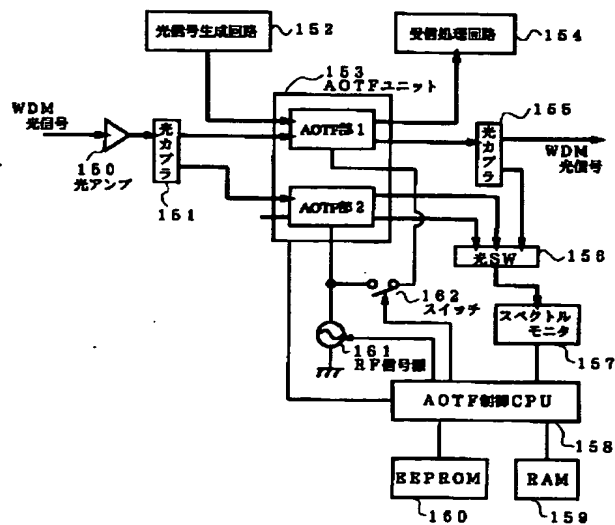 光信号生成回路
152
受信処理回路
154
153
AOTFユニット
WDM
光信号
150
光アンプ
光カプラ
151
AOTF部1
AOTF部2
155
光カプラ
WDM
光信号
光SW
156
162
スイッチ
161
RF信号源
スペクトル
モニタ
157
AOTF制御CPU
158
EEPROM
160
RAM
159